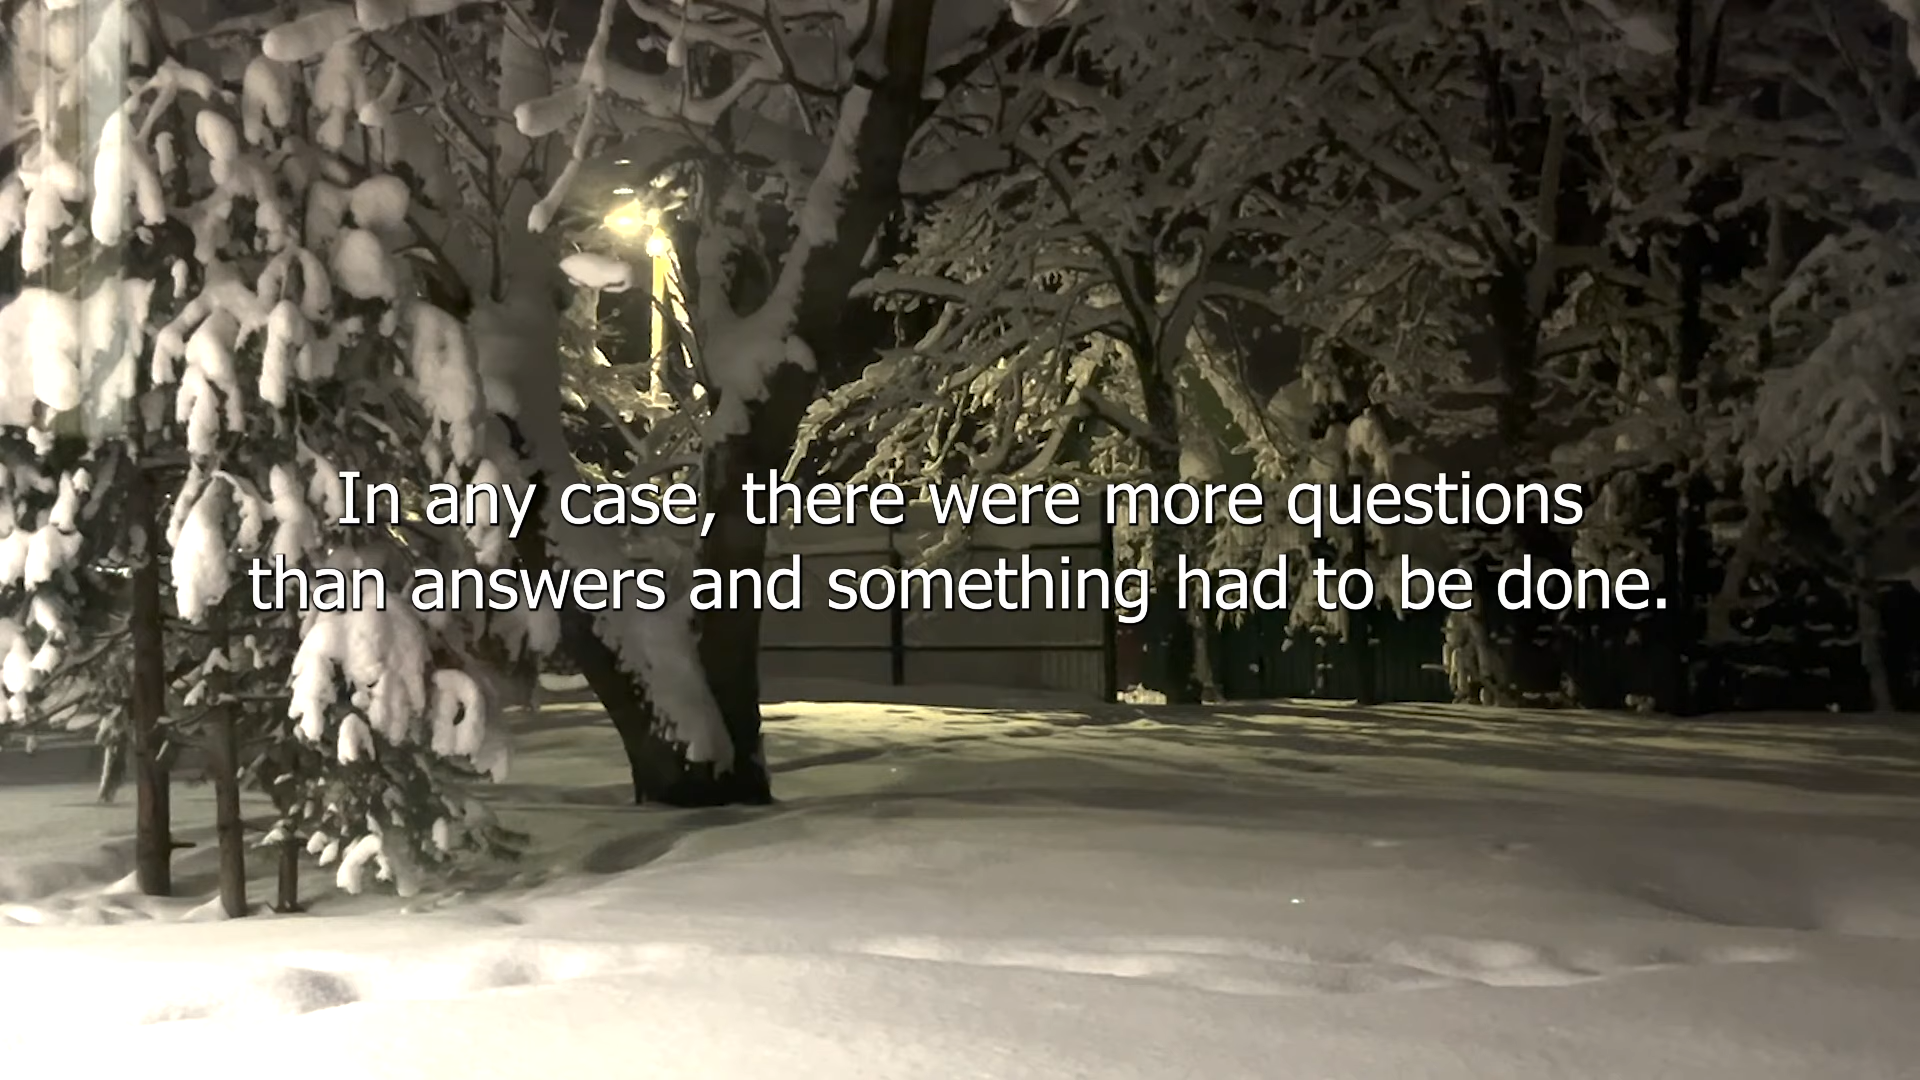 In any case, there were more questions
than answers and something had to be done.